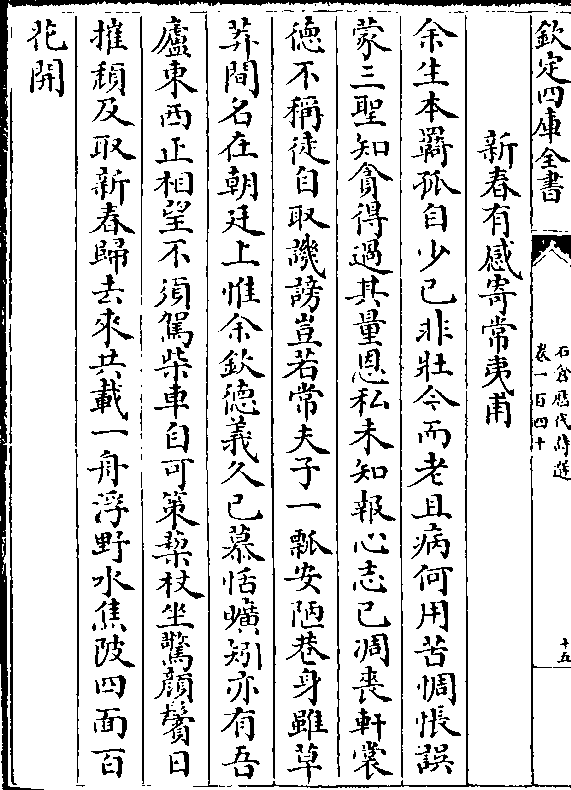 欽定四庫全書
石倉歷代詩選
卷一百四十
十五
新春有感寄常夷甫
余生本羇孤自少已非壯今而老且病何用苦惆悵誤
蒙三聖知貪得過其量恩私未知報心志已凋喪軒裳
德不稱徒自取譏謗豈若常夫子一瓢安陋巷身雖草
莽間名在朝廷上惟余欽德義久已慕恬曠矧亦有吾
廬東西正相望不須駕柴車自可策藜杖坐驚顔鬢日
摧頽及取新春歸去來共載一舟浮野水焦陂四面百
花開